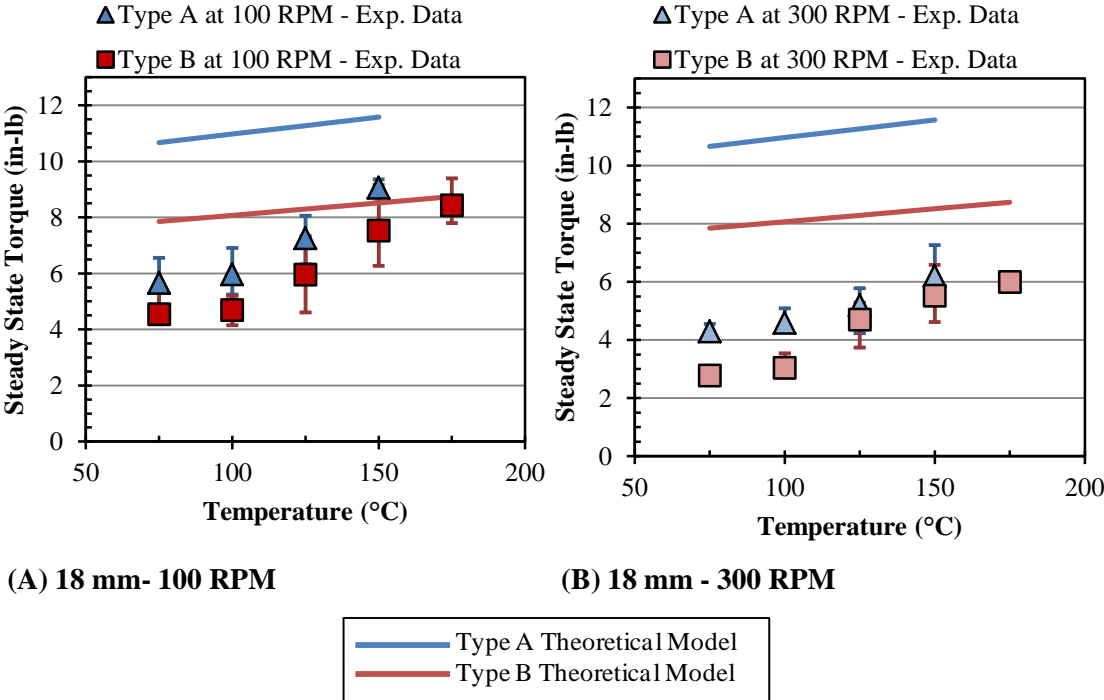 Type A at 100 RPM - Exp. Data
Type B at 100 RPM - Exp. Data
Steady State Torque (in-lb)
12
10
8
6
4
2
0
50
100
150
200
Temperature (°C)
(A) 18 mm- 100 RPM
Type A at 300 RPM - Exp. Data
Type B at 300 RPM - Exp. Data
Steady State Torque (in-lb)
12
10
8
6
4
2
0
50
100
150
200
Temperature (°C)
(B) 18 mm - 300 RPM
Type A Theoretical Model
Type B Theoretical Model